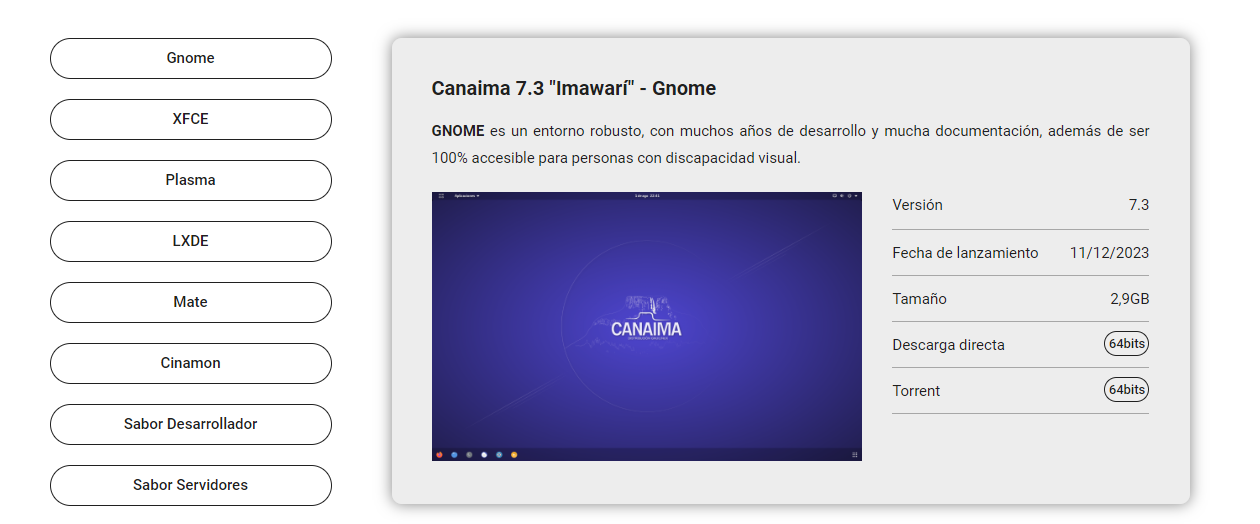 Gnome
XFCE
Plasma
LXDE
Mate
Cinamon
Sabor Desarrollador
Sabor Servidores
Canaima 7.3 "Imawarí" - Gnome
GNOME es un entorno robusto, con muchos años de desarrollo y mucha documentación, además de ser
100% accesible para personas con discapacidad visual.
CANAIMA
Versión 7.3
Fecha de lanzamiento 11/12/2023
Tamaño 2,9GB
Descarga directa 64bits
Torrent 64bits